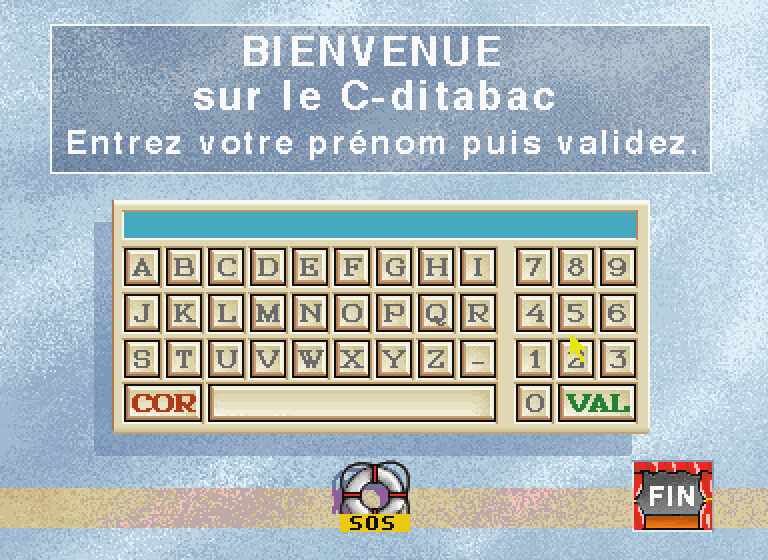 BIENVENUE
sur le C-ditabac
Entrez votre prénom puis validez.
A B C D E F G H I 7 8 9
J K L M N O P Q R 4 5 6
S T U V W X Y Z - 1 2 3
COR 0 VAL
SOS
FIN